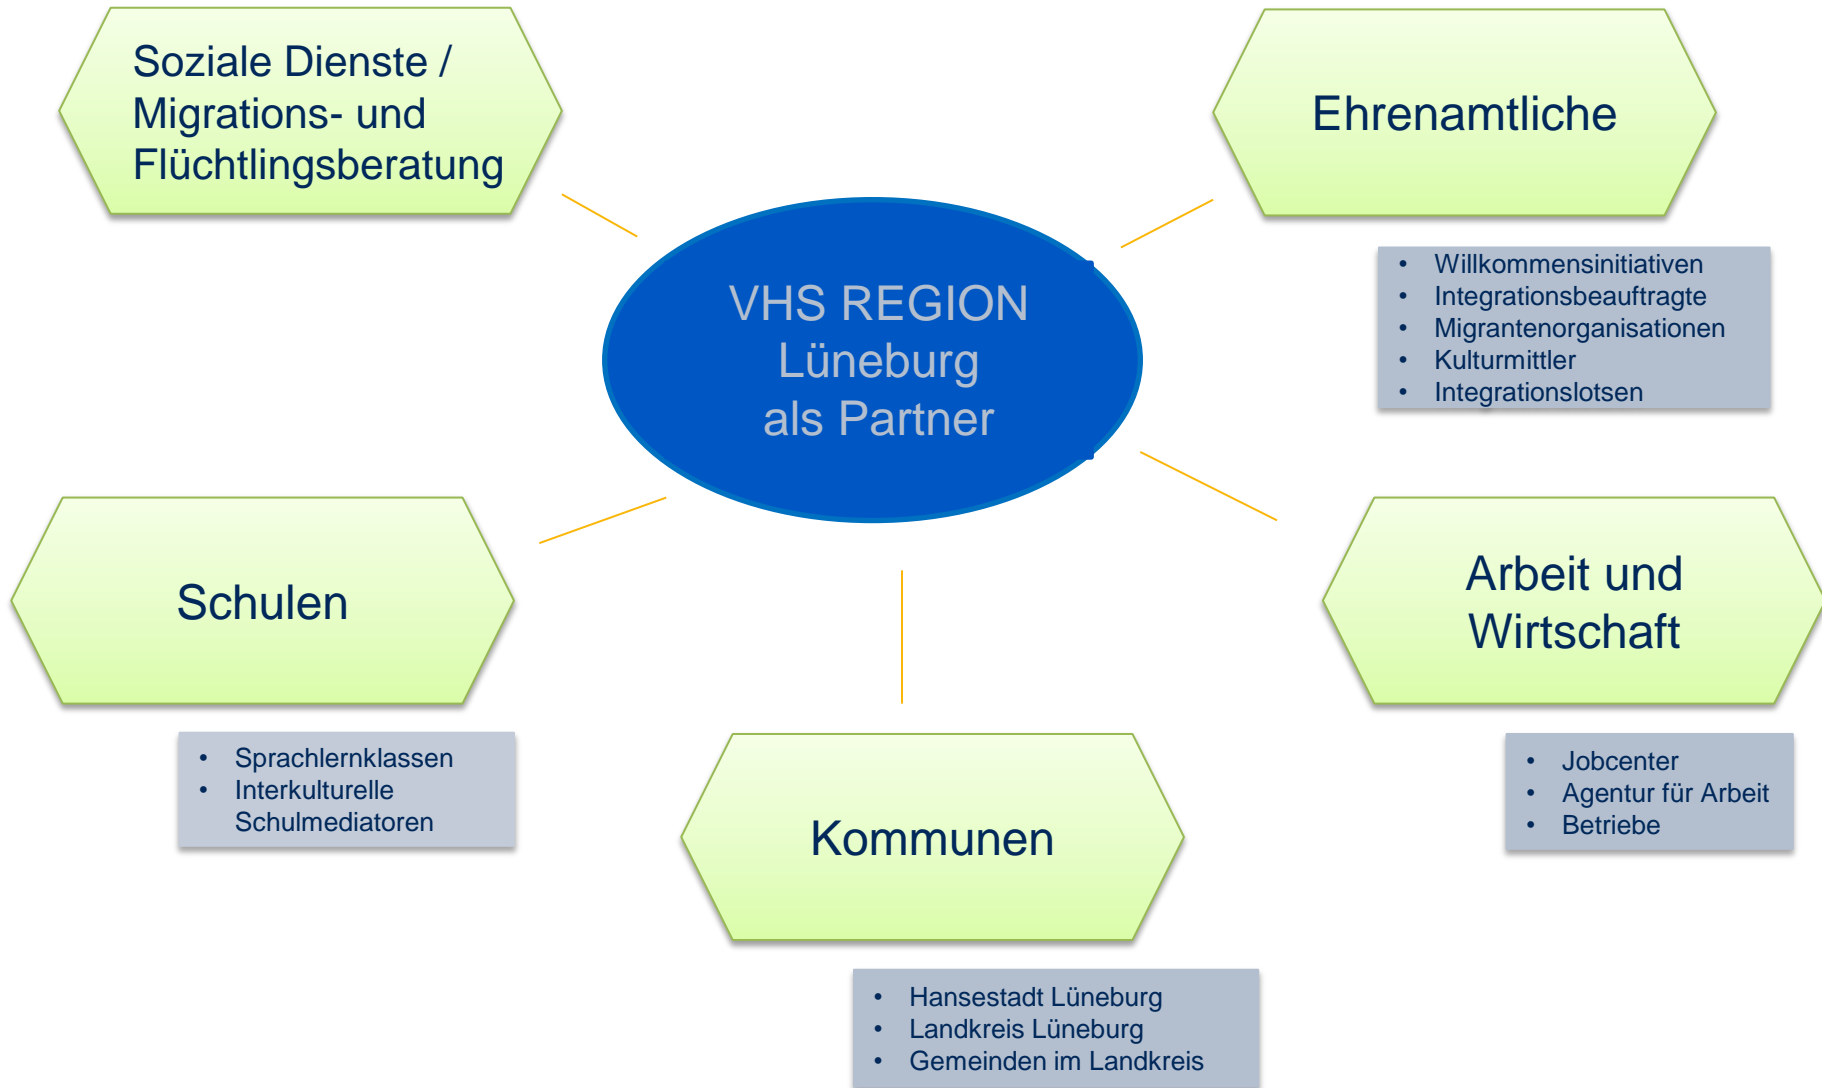 Soziale Dienste /
Migrations- und
Flüchtlingsberatung
Ehrenamtliche
• Willkommensinitiativen
• Integrationsbeauftragte
• Migrantenorganisationen
• Kulturmittler
• Integrationslotsen
VHS REGION
Lüneburg
als Partner
Schulen
• Sprachlernklassen
• Interkulturelle
Schulmediatoren
Arbeit und
Wirtschaft
• Jobcenter
• Agentur für Arbeit
• Betriebe
Kommunen
• Hansestadt Lüneburg
• Landkreis Lüneburg
• Gemeinden im Landkreis